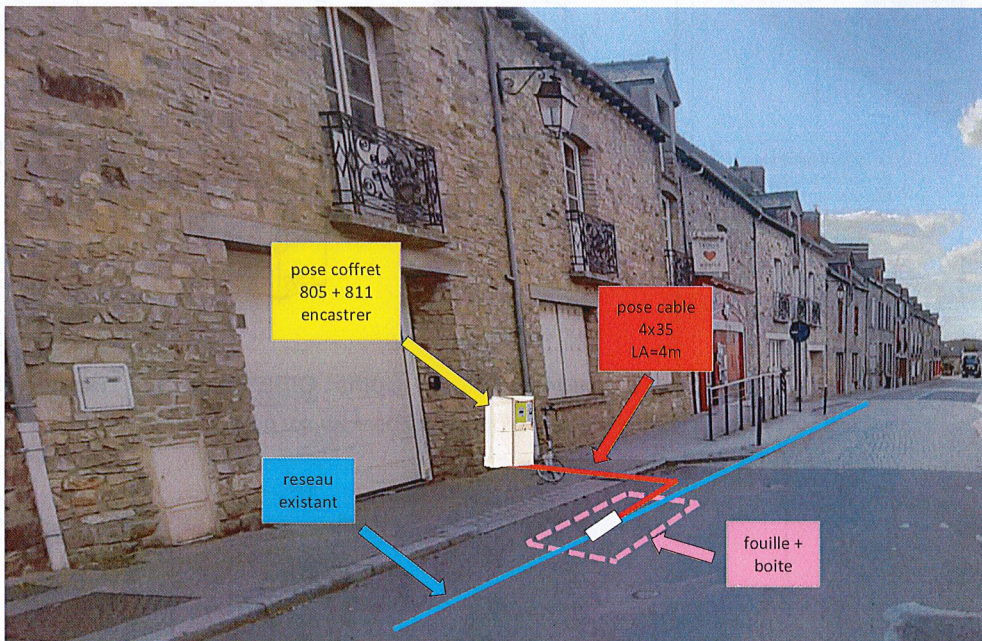 pose coffret
805 + 811
encastrer
pose cable
4x35
LA=4m
reseau
existant
fouille +
boite